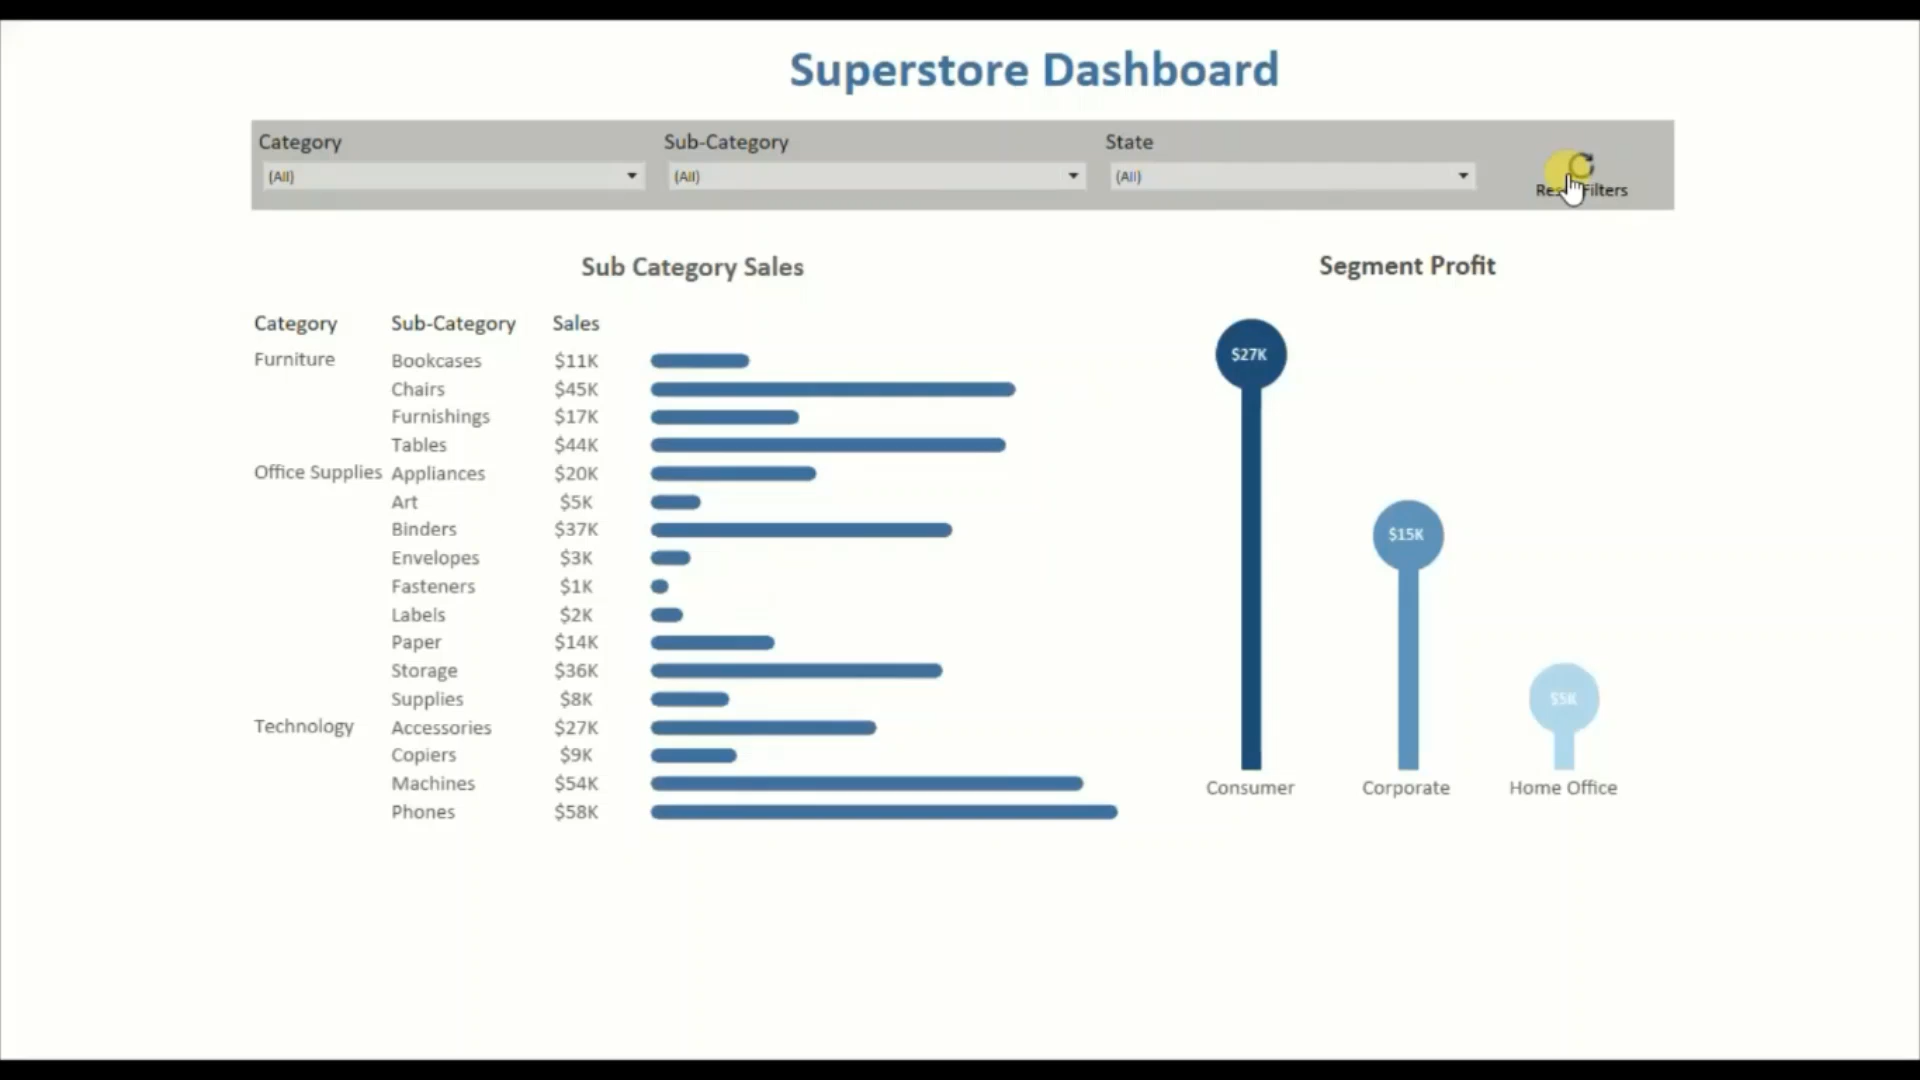 Superstore Dashboard
Category Sub-Category State
(All) (All) (All)
Reset Filters
Sub Category Sales
Segment Profit
Category Sub-Category Sales
Furniture Bookcases $11K
Chairs $45K
Furnishings $17K
Tables $44K
Office Supplies Appliances $20K
Art $5K
Binders $37K
Envelopes $3K
Fasteners $1K
Labels $2K
Paper $14K
Storage $36K
Supplies $8K
Technology Accessories $27K
Copiers $9K
Machines $54K
Phones $58K
$27K
$15K
$5K
Consumer Corporate Home Office